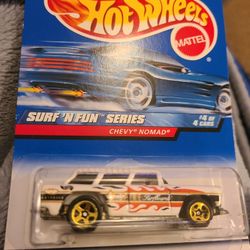 Hot Wheels
MATTEL
SURF 'N FUN SERIES
#4 OF
4 CARS
CHEVY NOMAD